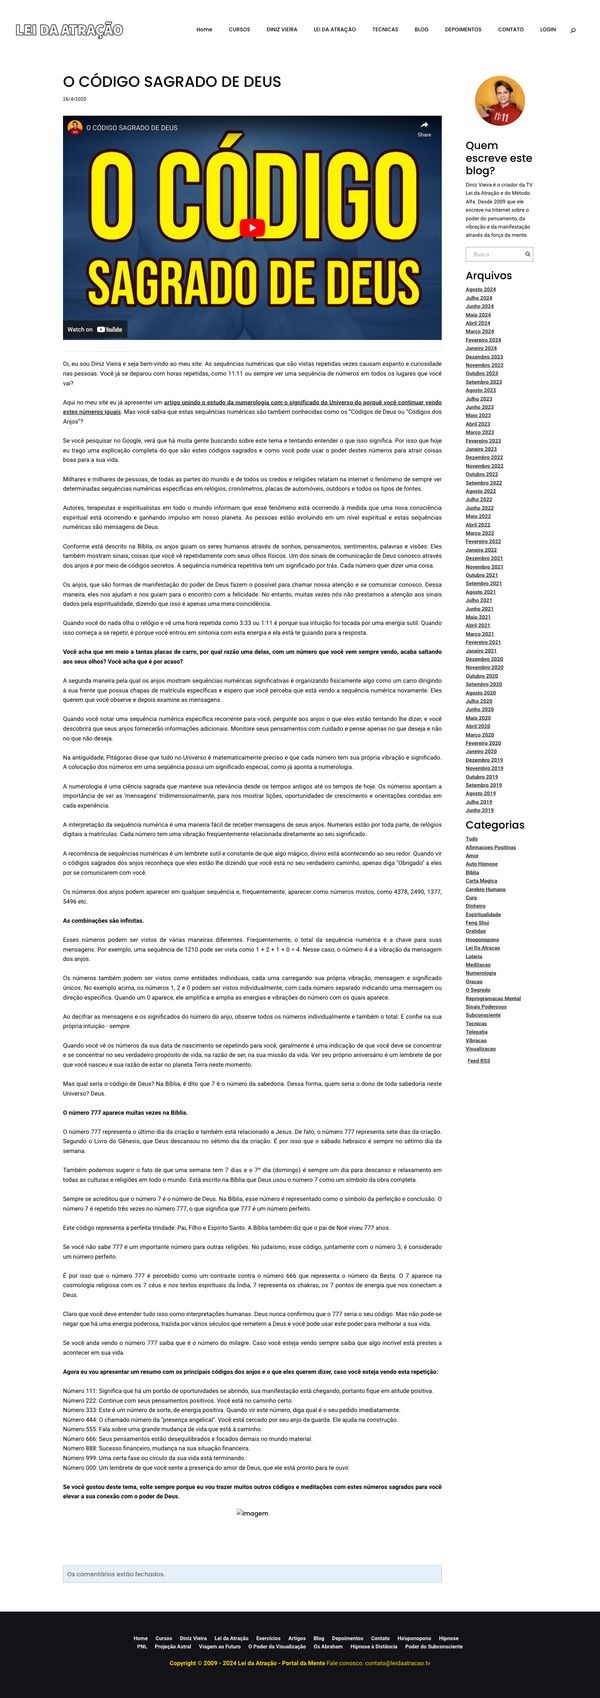 LEI DA ATRAÇÃO
Home CURSOS DINIZ VIEIRA LEI DA ATRAÇÃO TECNICAS BLOG DEPOIMENTOS CONTATO LOGIN
O CÓDIGO SAGRADO DE DEUS
26/4/2020
O CÓDIGO SAGRADO DE DEUS
Share
O CÓDIGO
SAGRADO DE DEUS
Watch on YouTube
Oi, eu sou Diniz Vieira e seja bem-vindo ao meu site. As sequências numéricas que são vistas repetidas vezes causam espanto e curiosidade
nas pessoas. Você já se deparou com horas repetidas, como 11:11 ou sempre ver uma sequência de números em todos os lugares que você
vai?
Aqui no meu site eu já apresentei um artigo unindo o estudo da numerologia com o significado do Universo do porquê você continuar vendo
estes números iguais. Mas você sabia que estas sequências numéricas são também conhecidas como os "Códigos de Deus ou "Códigos dos
Anjos"?
Se você pesquisar no Google, verá que há muita gente buscando sobre este tema e tentando entender o que isso significa. Por isso que hoje
eu trago uma explicação completa do que são estes códigos sagrados e como você pode usar o poder destes números para atrair coisas
boas para a sua vida.
Milhares e milhares de pessoas, de todas as partes do mundo e de todos os credos e religiões relatam na internet o fenômeno de sempre ver
determinadas sequências numéricas específicas em relógios, cronômetros, placas de automóveis, outdoors e todos os tipos de fontes.
Autores, terapeutas e espiritualistas em todo o mundo informam que esse fenômeno está ocorrendo à medida que uma nova consciência
espiritual está ocorrendo e ganhando impulso em nosso planeta. As pessoas estão evoluindo em um nível espiritual e estas sequências
numéricas são mensagens de Deus.
Conforme está descrito na Bíblia, os anjos guiam os seres humanos através de sonhos, pensamentos, sentimentos, palavras e visões. Eles
também mostram sinais, coisas que você vê repetidamente com seus olhos físicos. Um dos sinais de comunicação de Deus conosco através
dos anjos é por meio de códigos secretos. A sequência numérica repetitiva tem um significado por trás. Cada número quer dizer uma coisa.
Os anjos, que são formas de manifestação do poder de Deus fazem o possível para chamar nossa atenção e se comunicar conosco. Dessa
maneira, eles nos ajudam e nos guiam para o encontro com a felicidade. No entanto, muitas vezes nós não prestamos a atenção aos sinais
dados pela espiritualidade, dizendo que isso é apenas uma mera coincidência.
Quando você do nada olha o relógio e vê uma hora repetida como 3:33 ou 1:11 é porque sua intuição foi tocada por uma energia sutil. Quando
isso começa a se repetir, é porque você entrou em sintonia com esta energia e ela está te guiando para a resposta.
Você acha que em meio a tantas placas de carro, por qual razão uma delas, com um número que você vem sempre vendo, acaba saltando
aos seus olhos? Você acha que é por acaso?
A segunda maneira pela qual os anjos mostram sequências numéricas significativas é organizando fisicamente algo como um carro dirigindo
à sua frente que possua chapas de matrícula específicas e espero que você perceba que está vendo a sequência numérica novamente. Eles
querem que você observe e depois examine as mensagens.
Quando você notar uma sequência numérica específica recorrente para você, pergunte aos anjos o que eles estão tentando lhe dizer, e você
descobrirá que seus anjos fornecerão informações adicionais. Monitore seus pensamentos com cuidado e pense apenas no que deseja e não
no que não deseja.
Na antiguidade, Pitágoras disse que tudo no Universo é matematicamente preciso e que cada número tem sua própria vibração e significado.
A colocação dos números em uma seqüência possui um significado especial, como já aponta a numerologia.
A numerologia é uma ciência sagrada que manteve sua relevância desde os tempos antigos até os tempos de hoje. Os números apontam a
importância de ver as 'mensagens' tridimensionalmente, para nos mostrar lições, oportunidades de crescimento e orientações contidas em
cada experiência.
A interpretação da sequência numérica é uma maneira fácil de receber mensagens de seus anjos. Numerais estão por toda parte, de relógios
digitais a matrículas. Cada número tem uma vibração freqüentemente relacionada diretamente ao seu significado.
A recorrência de sequências numéricas é um lembrete sutil e constante de que algo mágico, divino está acontecendo ao seu redor. Quando vir
o códigos sagrados dos anjos reconheça que eles estão lhe dizendo que você está no seu verdadeiro caminho, apenas diga "Obrigado" a eles
por se comunicarem com você.
Os números dos anjos podem aparecer em qualquer sequência e, frequentemente, aparecer como números mistos, como 4378, 2490, 1377,
5496 etc.
As combinações são infinitas.
Esses números podem ser vistos de várias maneiras diferentes. Frequentemente, o total da sequência numérica é a chave para suas
mensagens. Por exemplo, uma sequência de 1210 pode ser vista como 1 + 2 + 1 + 0 = 4. Nesse caso, o número 4 é a vibração da mensagem
dos anjos.
Os números também podem ser vistos como entidades individuais, cada uma carregando sua própria vibração, mensagem e significado
únicos. No exemplo acima, os números 1, 2 e 0 podem ser vistos individualmente, com cada número separado indicando uma mensagem ou
direção específica. Quando um 0 aparece, ele amplifica e amplia as energias e vibrações do número com os quais aparece.
Ao decifrar as mensagens e os significados do número do anjo, observe todos os números individualmente e também o total. E confie na sua
própria intuição - sempre.
Quando você vê os números da sua data de nascimento se repetindo para você, geralmente é uma indicação de que você deve se concentrar
e se concentrar no seu verdadeiro propósito de vida, na razão de ser, na sua missão da vida. Ver seu próprio aniversário é um lembrete de por
que você nasceu e sua razão de estar no planeta Terra neste momento.
Mas qual seria o código de Deus? Na Bíblia, é dito que 7 é o número da sabedoria. Dessa forma, quem seria o dono de toda sabedoria neste
Universo? Deus.
O número 777 aparece muitas vezes na Bíblia.
O número 777 representa o último dia da criação e também está relacionado a Jesus. De fato, o número 777 representa sete dias da criação.
Segundo o Livro do Gênesis, que Deus descansou no sétimo dia da criação. É por isso que o sábado hebraico é sempre no sétimo dia da
semana.
Também podemos sugerir o fato de que uma semana tem 7 dias e o 7º dia (domingo) é sempre um dia para descanso e relaxamento em
todas as culturas e religiões em todo o mundo. Está escrito na Bíblia que Deus usou o número 7 como um símbolo da obra completa.
Sempre se acreditou que o número 7 é o número de Deus. Na Bíblia, esse número é representado como o símbolo da perfeição e conclusão. O
número 7 é repetido três vezes no número 777, o que significa que 777 é um número perfeito.
Este código representa a perfeita trindade: Pai, Filho e Espírito Santo. A Bíblia também diz que o pai de Noé viveu 777 anos.
Se você não sabe 777 é um importante número para outras religiões. No judaísmo, esse código, juntamente com o número 3, é considerado
um número perfeito.
É por isso que o número 777 é percebido como um contraste contra o número 666 que representa o número da Besta. O 7 aparece na
cosmologia religiosa com os 7 céus e nos textos espirituais da Índia, 7 representa os chakras, os 7 pontos de energia que nos conectam a
Deus.
Claro que você deve entender tudo isso como interpretações humanas. Deus nunca confirmou que o 777 seria o seu código. Mas não pode-se
negar que há uma energia poderosa, trazida por vários séculos que remetem a Deus e você pode usar este poder para melhorar a sua vida.
Se você anda vendo o número 777 saiba que é o número do milagre. Caso você esteja vendo sempre saiba que algo incrível está prestes a
acontecer em sua vida.
Agora eu vou apresentar um resumo com os principais códigos dos anjos e o que eles querem dizer, caso você esteja vendo esta repetição:
Número 111: Significa que há um portão de oportunidades se abrindo, sua manifestação está chegando, portanto fique em atitude positiva.
Número 222: Continue com seus pensamentos positivos. Você está no caminho certo.
Número 333: Este é um número de sorte, de energia positiva. Quando vir este número, diga qual é o seu pedido imediatamente.
Número 444: O chamado número da "presença angelical". Você está cercado por seu anjo da guarda. Ele ajuda na construção.
Número 555: Fala sobre uma grande mudança de vida que está à caminho.
Número 666: Seus pensamentos estão desequilibrados e focados demais no mundo material.
Número 888: Sucesso financeiro, mudança na sua situação financeira.
Número 999: Uma certa fase ou círculo da sua vida está terminando.
Número 000: Um lembrete de que você sente a presença do amor de Deus, que ele está pronto para te ouvir.
Se você gostou deste tema, volte sempre porque eu vou trazer muitos outros códigos e meditações com estes números sagrados para você
elevar a sua conexão com o poder de Deus.
Imagem
Os comentários estão fechados.
11:11
Quem
escreve este
blog?
Diniz Vieira é o criador da TV
Lei da Atração e do Método
Alfa. Desde 2009 que ele
escreve na Internet sobre o
poder do pensamento, da
vibração e da manifestação
através da força da mente.
Busca
Arquivos
Agosto 2024
Julho 2024
Junho 2024
Maio 2024
Abril 2024
Março 2024
Fevereiro 2024
Janeiro 2024
Dezembro 2023
Novembro 2023
Outubro 2023
Setembro 2023
Agosto 2023
Julho 2023
Junho 2023
Maio 2023
Abril 2023
Março 2023
Fevereiro 2023
Janeiro 2023
Dezembro 2022
Novembro 2022
Outubro 2022
Setembro 2022
Agosto 2022
Julho 2022
Junho 2022
Maio 2022
Abril 2022
Março 2022
Fevereiro 2022
Janeiro 2022
Dezembro 2021
Novembro 2021
Outubro 2021
Setembro 2021
Agosto 2021
Julho 2021
Junho 2021
Maio 2021
Abril 2021
Março 2021
Fevereiro 2021
Janeiro 2021
Dezembro 2020
Novembro 2020
Outubro 2020
Setembro 2020
Agosto 2020
Julho 2020
Junho 2020
Maio 2020
Abril 2020
Março 2020
Fevereiro 2020
Janeiro 2020
Dezembro 2019
Novembro 2019
Outubro 2019
Setembro 2019
Agosto 2019
Julho 2019
Junho 2019
Categorias
Tudo
Afirmacoes Positivas
Amor
Auto Hipnose
Biblia
Carta Magica
Cerebro Humano
Cura
Dinheiro
Espiritualidade
Feng Shui
Gratidao
Hooponopono
Lei Da Atracao
Loteria
Meditacao
Numerologia
Oracao
O Segredo
Reprogramacao Mental
Sinais Poderosos
Subconsciente
Tecnicas
Telepatia
Vibracao
Visualizacao
Feed RSS
Home Cursos Diniz Vieira Lei da Atração Exercícios Artigos Blog Depoimentos Contato Ho'oponopono Hipnose
PNL Projeção Astral Viagem ao Futuro O Poder da Visualização Os Abraham Hipnose à Distância Poder do Subconsciente
Copyright © 2009 - 2024 Lei da Atração - Portal da Mente Fale conosco: contato@leidaatracao.tv